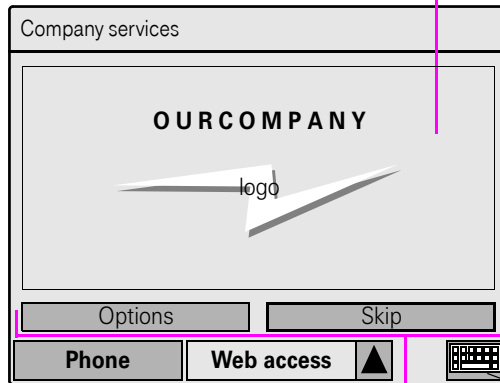 Company services
OURCOMPANY
logo
Options Skip
Phone Web access